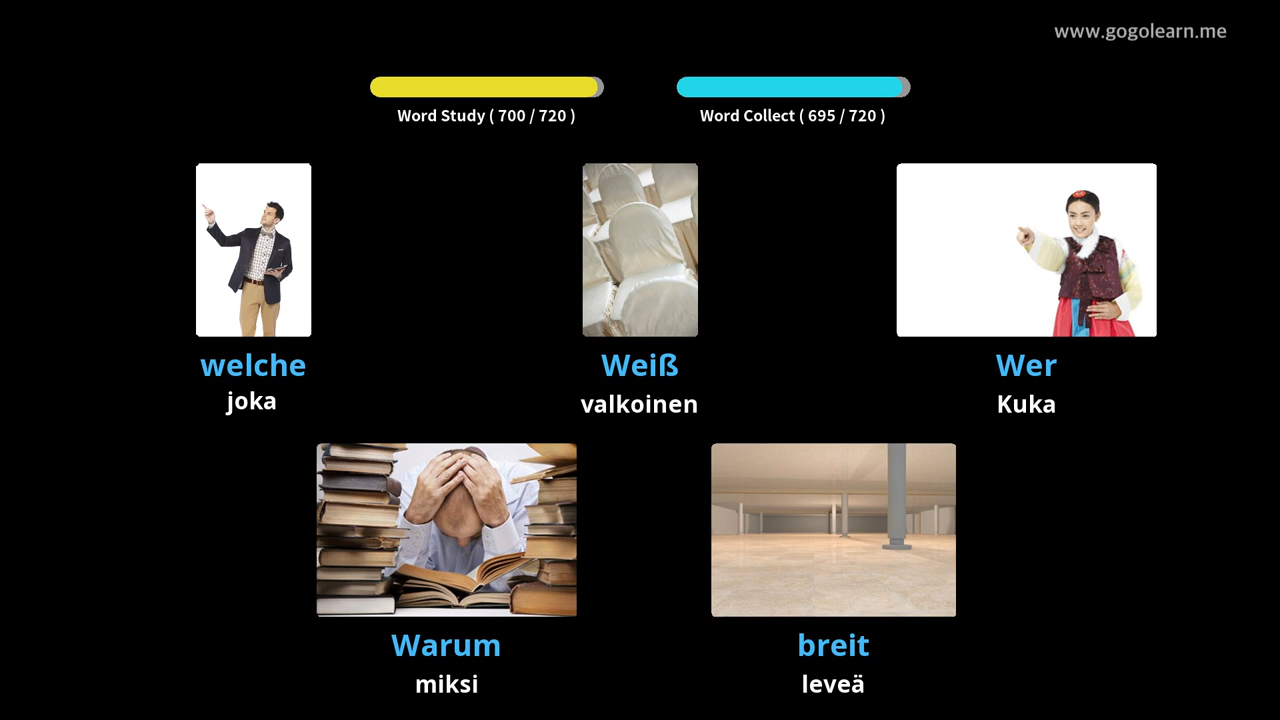 www.gogolearn.me
Word Study ( 700 / 720 )
Word Collect ( 695 / 720 )
welche
joka
Weiß
valkoinen
Wer
Kuka
Warum
miksi
breit
leveä